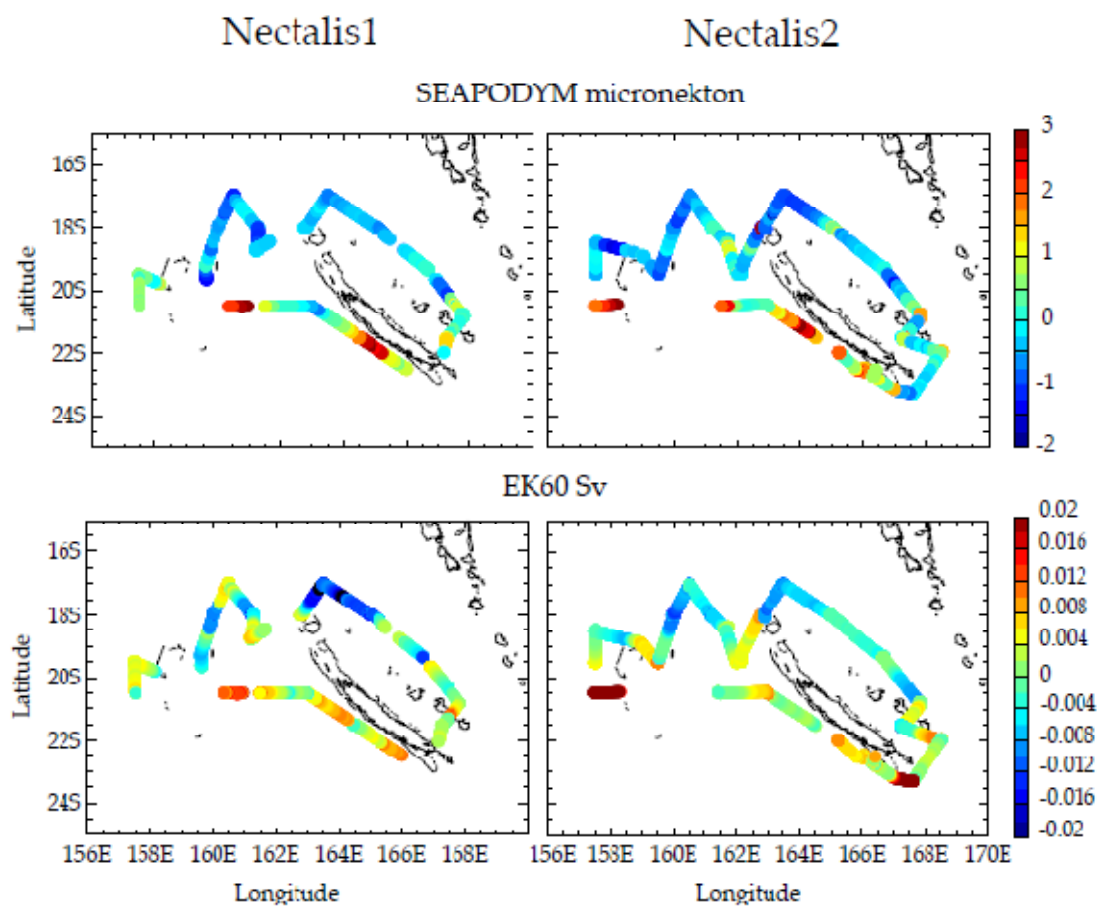 Nectalis1 Nectalis2
SEAPODYM micronekton
16S
18S
20S
22S
24S
Latitude
3
2
1
0
-1
-2
EK60 Sv
16S
18S
20S
22S
24S
Latitude
0.02
0.016
0.012
0.008
0.004
0
-0.004
-0.008
-0.012
-0.016
-0.02
156E 158E 160E 162E 164E 166E 168E 156E 158E 160E 162E 164E 166E 168E 170E
Longitude Longitude